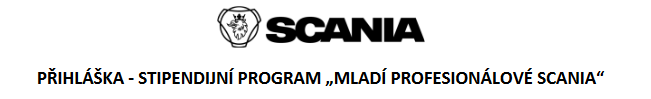 SCANIA
PŘIHLÁŠKA - STIPENDIJNÍ PROGRAM „MLADÍ PROFESIONÁLOVÉ SCANIA“